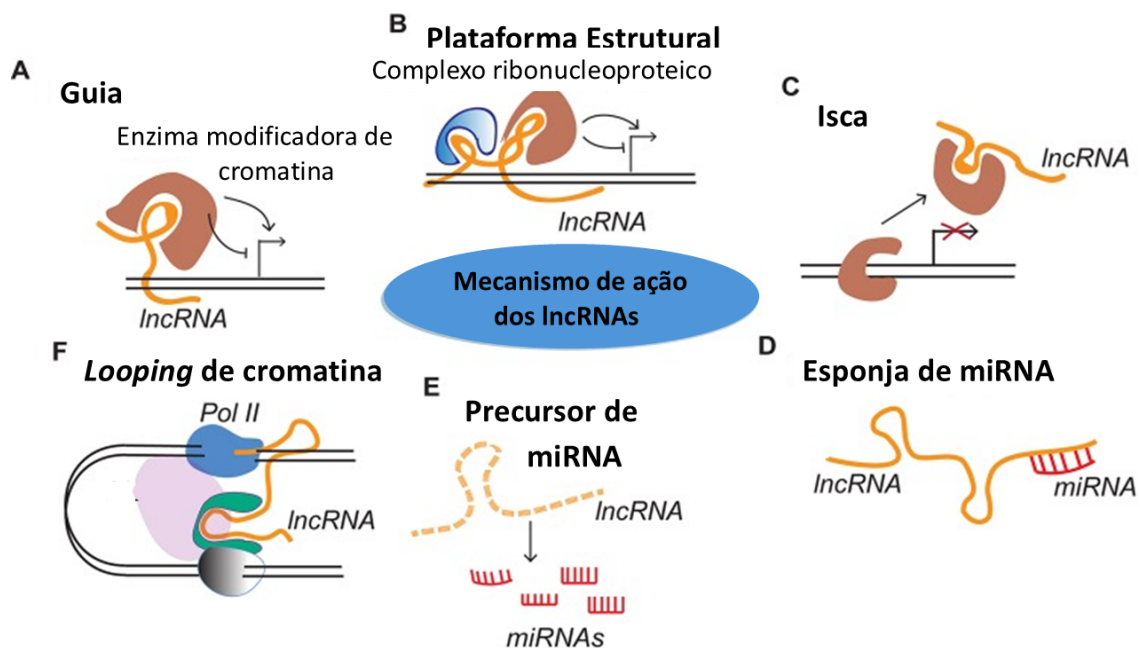 A
Guia
Enzima modificadora de
cromatina
lncRNA
B
Plataforma Estrutural
Complexo ribonucleoproteico
lncRNA
C
Isca
lncRNA
Mecanismo de ação
dos lncRNAs
D
Esponja de miRNA
lncRNA
miRNA
E
Precursor de
miRNA
lncRNA
miRNAs
F
Looping de cromatina
Pol II
lncRNA